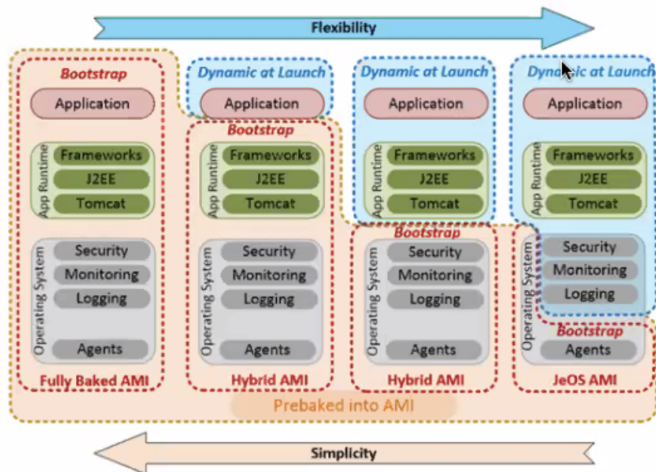 Flexibility
Bootstrap
Application
App Runtime
Frameworks
J2EE
Tomcat
Operating System
Security
Monitoring
Logging
Agents
Fully Baked AMI
Dynamic at Launch
Application
Bootstrap
App Runtime
Frameworks
J2EE
Tomcat
Operating System
Security
Monitoring
Logging
Agents
Hybrid AMI
Dynamic at Launch
Application
App Runtime
Frameworks
J2EE
Tomcat
Bootstrap
Operating System
Security
Monitoring
Logging
Agents
Hybrid AMI
Dynamic at Launch
Application
App Runtime
Frameworks
J2EE
Tomcat
Operating System
Security
Monitoring
Logging
Bootstrap
Agents
JeOS AMI
Prebaked into AMI
Simplicity